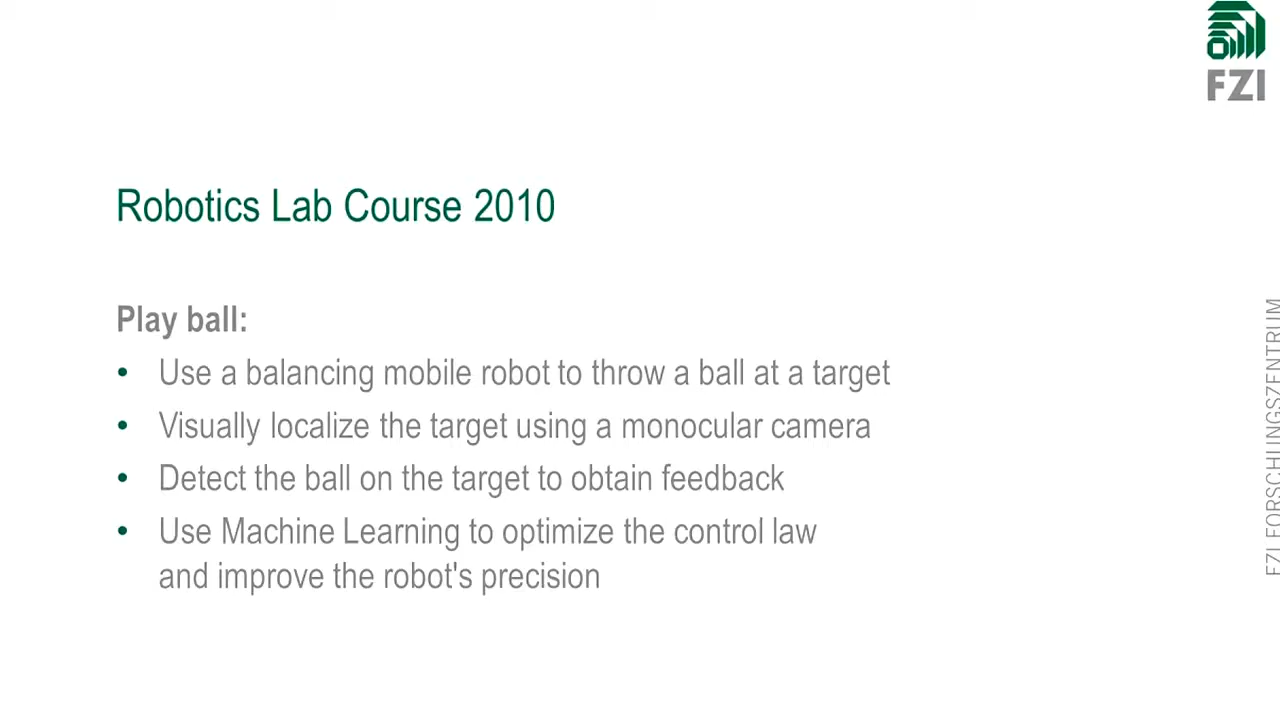 FZI
Robotics Lab Course 2010
Play ball:
• Use a balancing mobile robot to throw a ball at a target
• Visually localize the target using a monocular camera
• Detect the ball on the target to obtain feedback
• Use Machine Learning to optimize the control law
and improve the robot's precision
FZI FORSCHUNGSZENTRUM